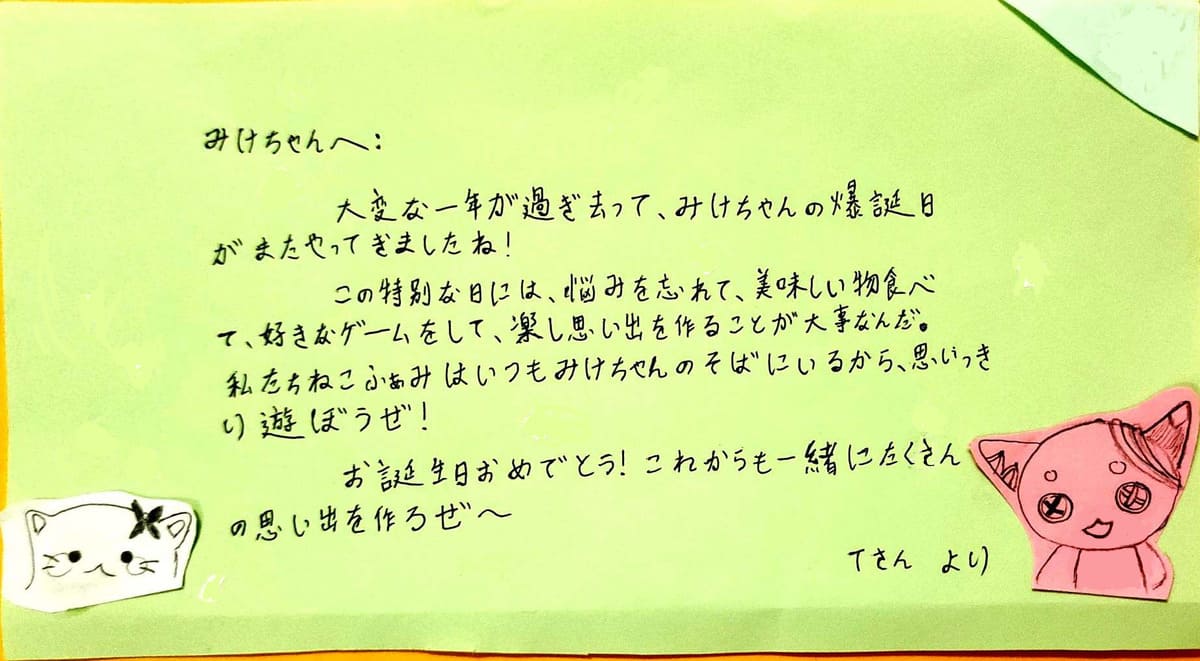 みけちゃんへ:
大変な一年が過ぎ去って、みけちゃんの爆誕日
がまたやってきましたね!
この特別な日には、悩みを忘れて、美味しい物食べ
て、好きなゲームをして、楽し思い出を作ることが大事なんだ。
私たちねこふぁみはいつもみけちゃんのそばにいるから、思いっき
り遊ぼうぜ!
お誕生日おめでとう!これからも一緒にたくさん
の思い出を作ろぜ〜
Tさん より